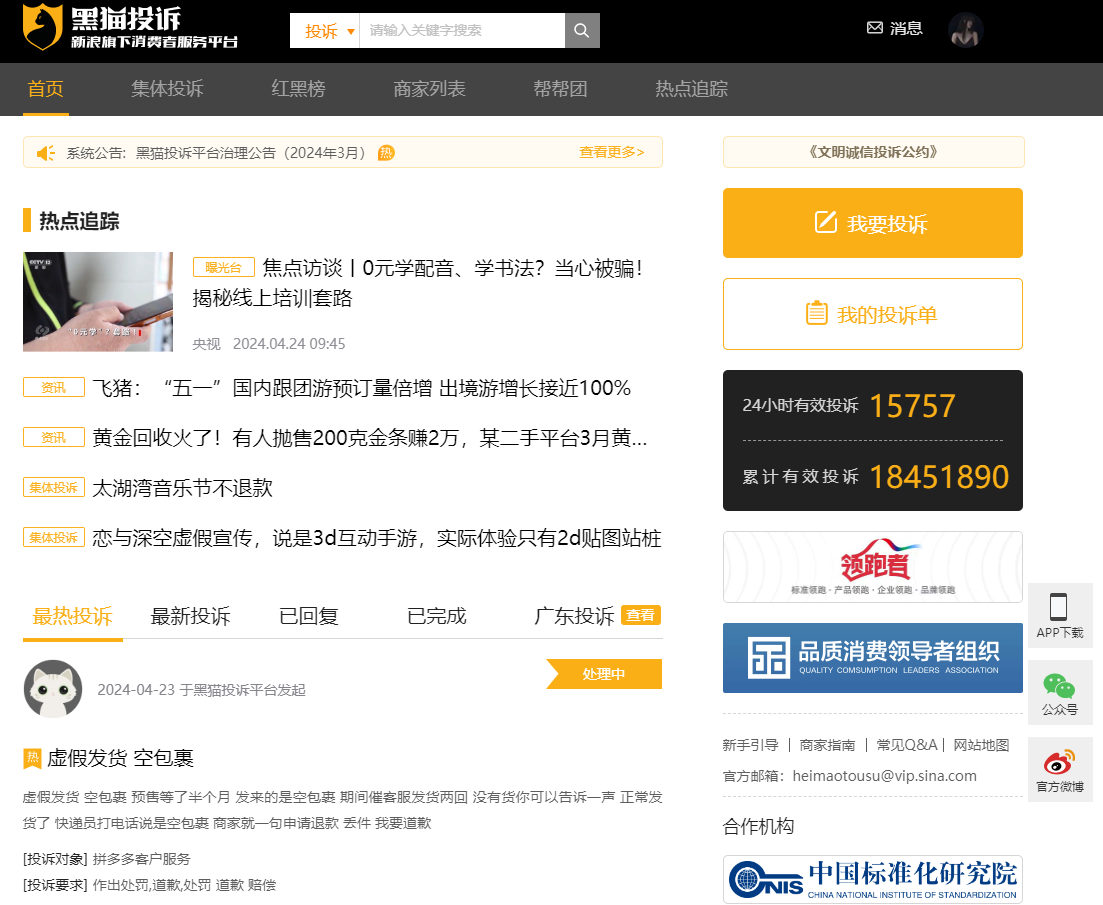 黑猫投诉
新浪旗下消费者服务平台
投诉
请输入关键字搜索
消息
首页
集体投诉
红黑榜
商家列表
帮帮团
热点追踪
系统公告: 黑猫投诉平台治理公告（2024年3月） 热
查看更多>
《文明诚信投诉公约》
热点追踪
CCTV 12
"0元学"？套路！
曝光台 焦点访谈丨0元学配音、学书法？当心被骗！
揭秘线上培训套路
央视 2024.04.24 09:45
资讯 飞猪：“五一”国内跟团游预订量倍增 出境游增长接近100%
资讯 黄金回收火了！有人抛售200克金条赚2万，某二手平台3月黄...
集体投诉 太湖湾音乐节不退款
集体投诉 恋与深空虚假宣传，说是3d互动手游，实际体验只有2d贴图站桩
最热投诉
最新投诉
已回复
已完成
广东投诉 查看
2024-04-23 于黑猫投诉平台发起
处理中
热 虚假发货 空包裹
虚假发货 空包裹 预售等了半个月 发来的是空包裹 期间催客服发货两回 没有货你可以告诉一声 正常发
货了 快递员打电话说是空包裹 商家就一句申请退款 丢件 我要道歉
[投诉对象] 拼多多客户服务
[投诉要求] 作出处罚,道歉,处罚 道歉 赔偿
我要投诉
我的投诉单
24小时有效投诉 15757
累计有效投诉 18451890
领跑者
标准领跑·产品领跑·企业领跑·品牌领跑
品质消费领导者组织
QUALITY COMSUMPTION LEADERS ASSOCIATION
新手引导 | 商家指南 | 常见Q&A | 网站地图
官方邮箱：heimaotousu@vip.sina.com
合作机构
CNIS 中国标准化研究院
CHINA NATIONAL INSTITUTE OF STANDARDIZATION
APP下载
公众号
官方微博